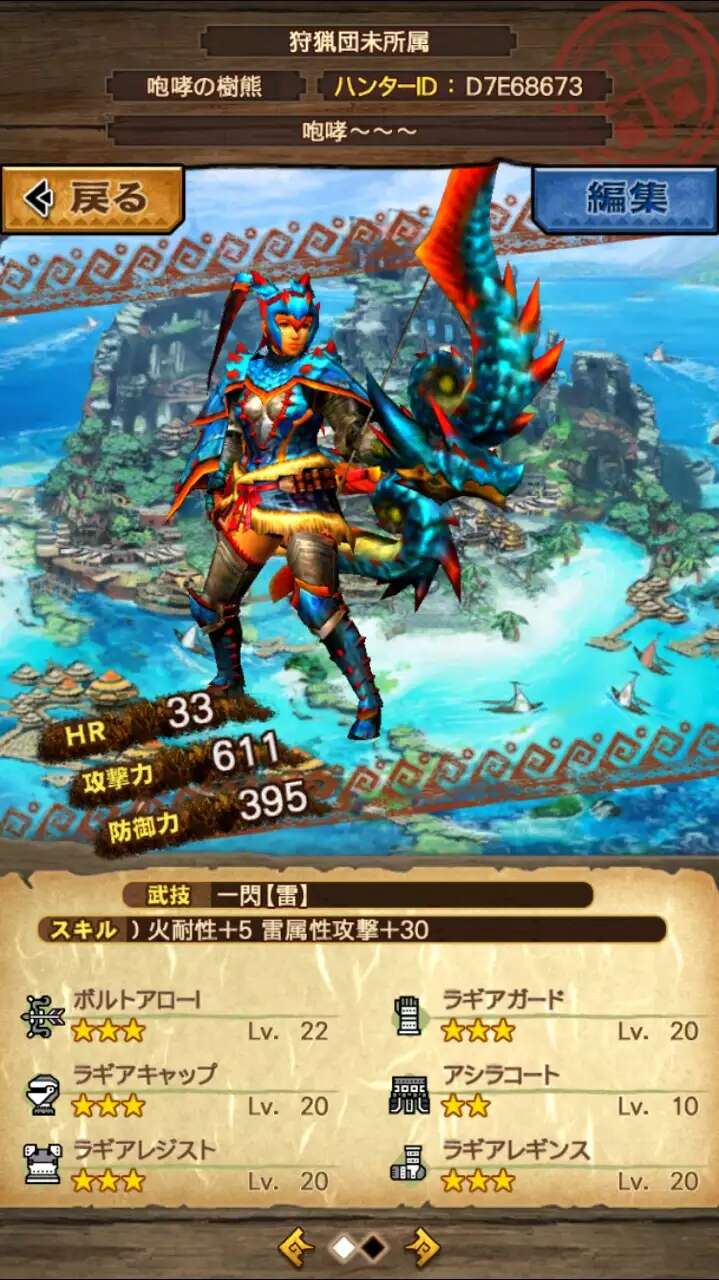 狩猟団未所属
咆哮の樹熊 ハンターID : D7E68673
咆哮～～～
戻る 編集
HR 33
攻撃力 611
防御力 395
武技 一閃【雷】
スキル ) 火耐性+5 雷属性攻撃+30
ボルトアローI ラギアガード
Lv. 22 Lv. 20
ラギアキャップ アシラコート
Lv. 20 Lv. 10
ラギアレジスト ラギアレギンス
Lv. 20 Lv. 20